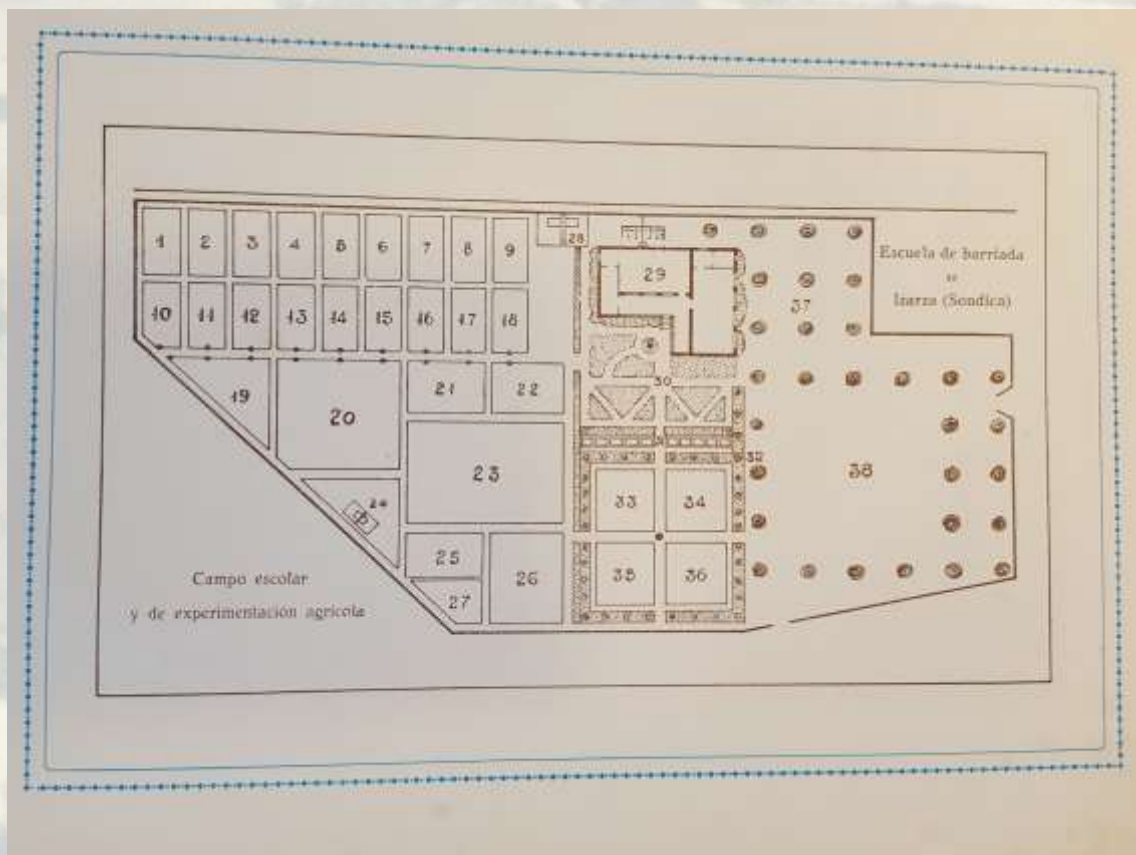 1 2 3 4 5 6 7 8 9
28
Escuela de barriada
Izarza (Sondica)
29
37
10 11 12 13 14 15 16 17 18
30
19 20 21 22
32
23
38
24
33 34
25 26
27
35 36
Campo escolar
y de experimentación agrícola